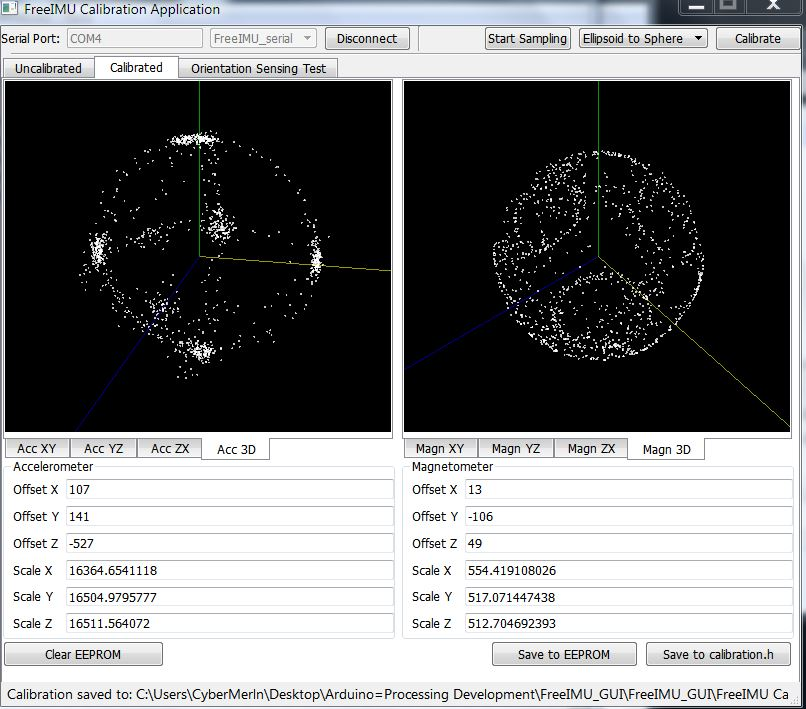 FreeIMU Calibration Application
Serial Port: COM4 FreeIMU_serial Disconnect Start Sampling Ellipsoid to Sphere Calibrate
Uncalibrated Calibrated Orientation Sensing Test
Acc XY Acc YZ Acc ZX Acc 3D Magn XY Magn YZ Magn ZX Magn 3D
Accelerometer Magnetometer
Offset X 107 Offset X 13
Offset Y 141 Offset Y -106
Offset Z -527 Offset Z 49
Scale X 16364.6541118 Scale X 554.419108026
Scale Y 16504.9795777 Scale Y 517.071447438
Scale Z 16511.564072 Scale Z 512.704692393
Clear EEPROM Save to EEPROM Save to calibration.h
Calibration saved to: C:\Users\CyberMerln\Desktop\Arduino=Processing Development\FreeIMU_GUI\FreeIMU_GUI\FreeIMU Ca